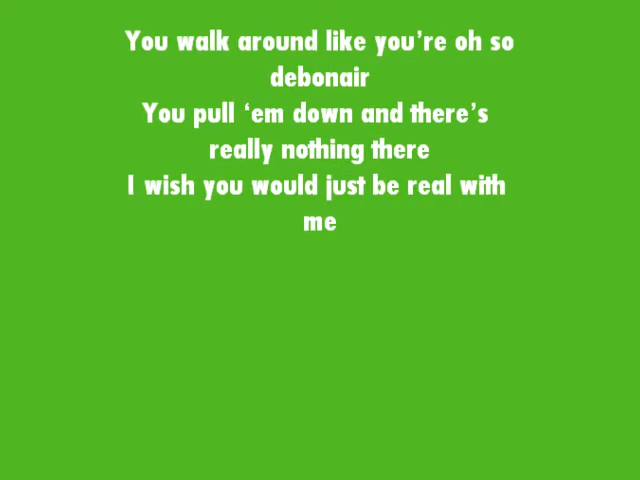 You walk around like you’re oh so
debonair
You pull ‘em down and there’s
really nothing there
I wish you would just be real with
me